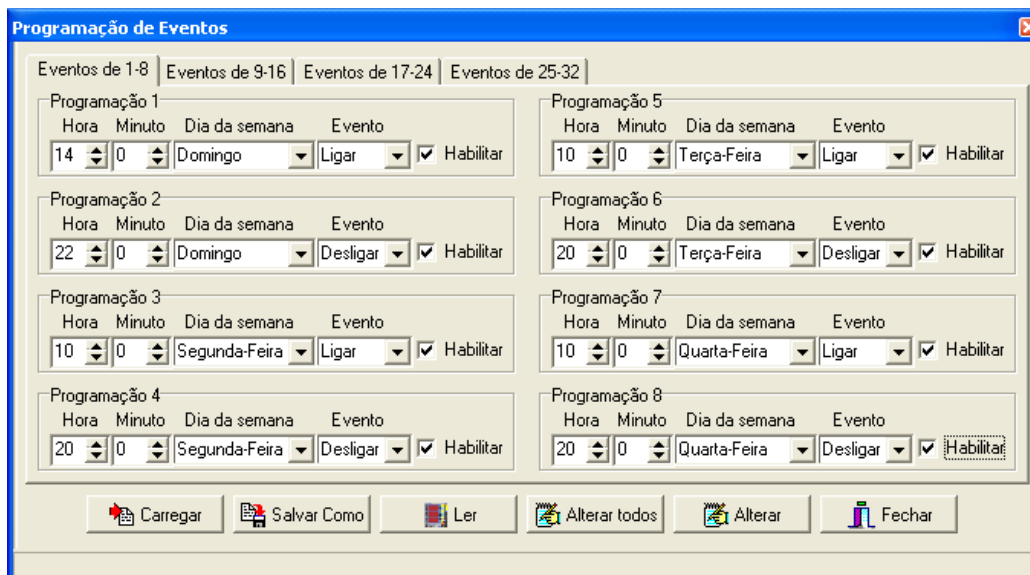 Programação de Eventos
Eventos de 1-8 Eventos de 9-16 Eventos de 17-24 Eventos de 25-32
Programação 1
Hora Minuto Dia da semana Evento
14 0 Domingo Ligar Habilitar
Programação 2
Hora Minuto Dia da semana Evento
22 0 Domingo Desligar Habilitar
Programação 3
Hora Minuto Dia da semana Evento
10 0 Segunda-Feira Ligar Habilitar
Programação 4
Hora Minuto Dia da semana Evento
20 0 Segunda-Feira Desligar Habilitar
Programação 5
Hora Minuto Dia da semana Evento
10 0 Terça-Feira Ligar Habilitar
Programação 6
Hora Minuto Dia da semana Evento
20 0 Terça-Feira Desligar Habilitar
Programação 7
Hora Minuto Dia da semana Evento
10 0 Quarta-Feira Ligar Habilitar
Programação 8
Hora Minuto Dia da semana Evento
20 0 Quarta-Feira Desligar Habilitar
Carregar Salvar Como Ler Alterar todos Alterar Fechar